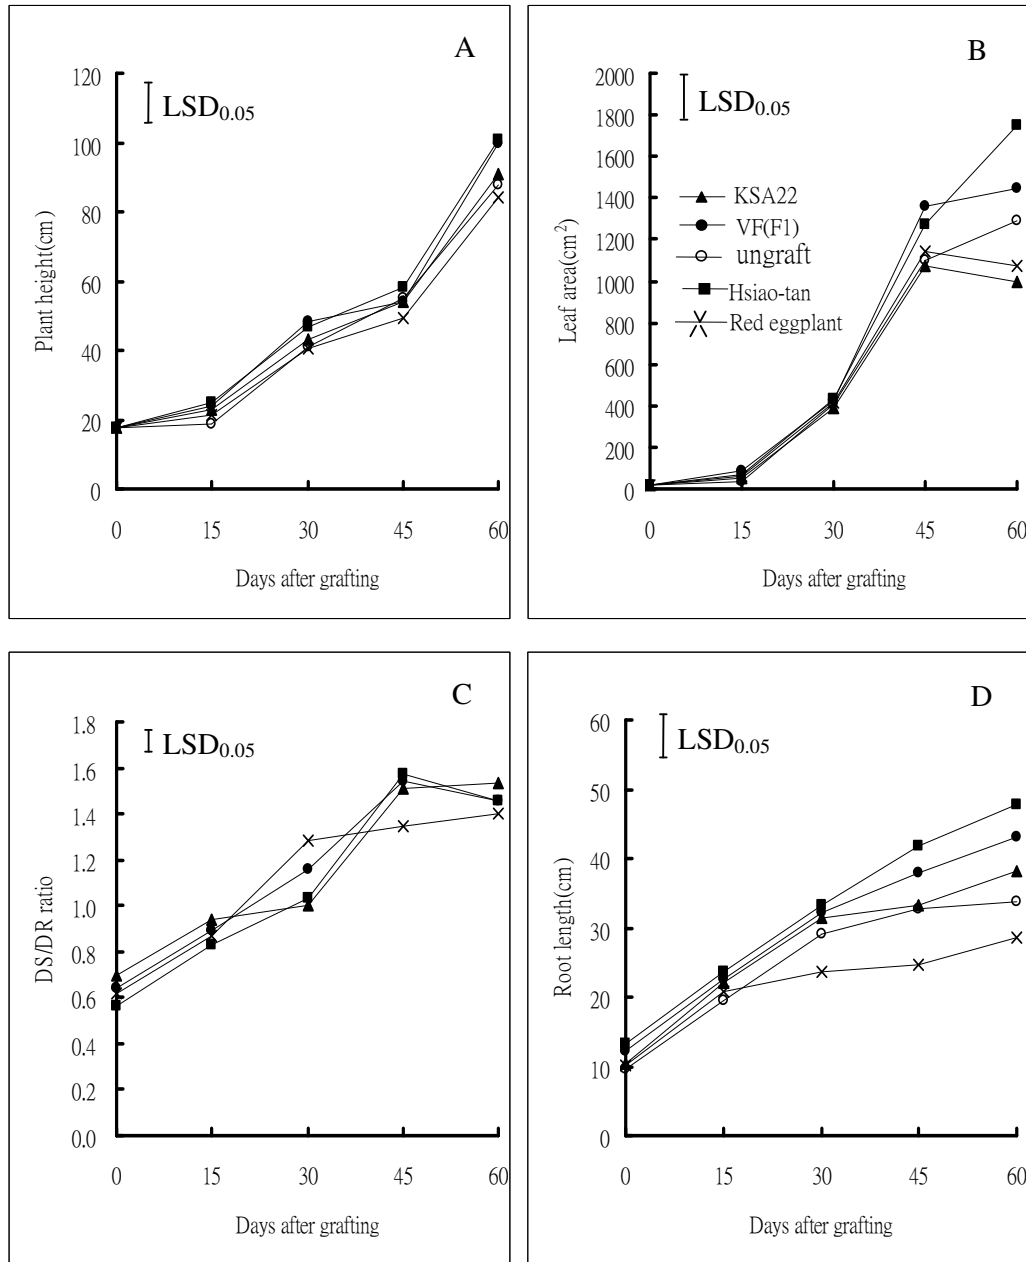 A
120
100
80
60
40
20
0
LSD0.05
Plant height(cm)
0 15 30 45 60
Days after grafting
B
2000
1800
1600
1400
1200
1000
800
600
400
200
0
LSD0.05
KSA22
VF(F1)
ungraft
Hsiao-tan
Red eggplant
Leaf area(cm2)
0 15 30 45 60
Days after grafting
C
1.8
1.6
1.4
1.2
1.0
0.8
0.6
0.4
0.2
0.0
LSD0.05
DS/DR ratio
0 15 30 45 60
Days after grafting
D
60
50
40
30
20
10
0
LSD0.05
Root length(cm)
0 15 30 45 60
Days after grafting